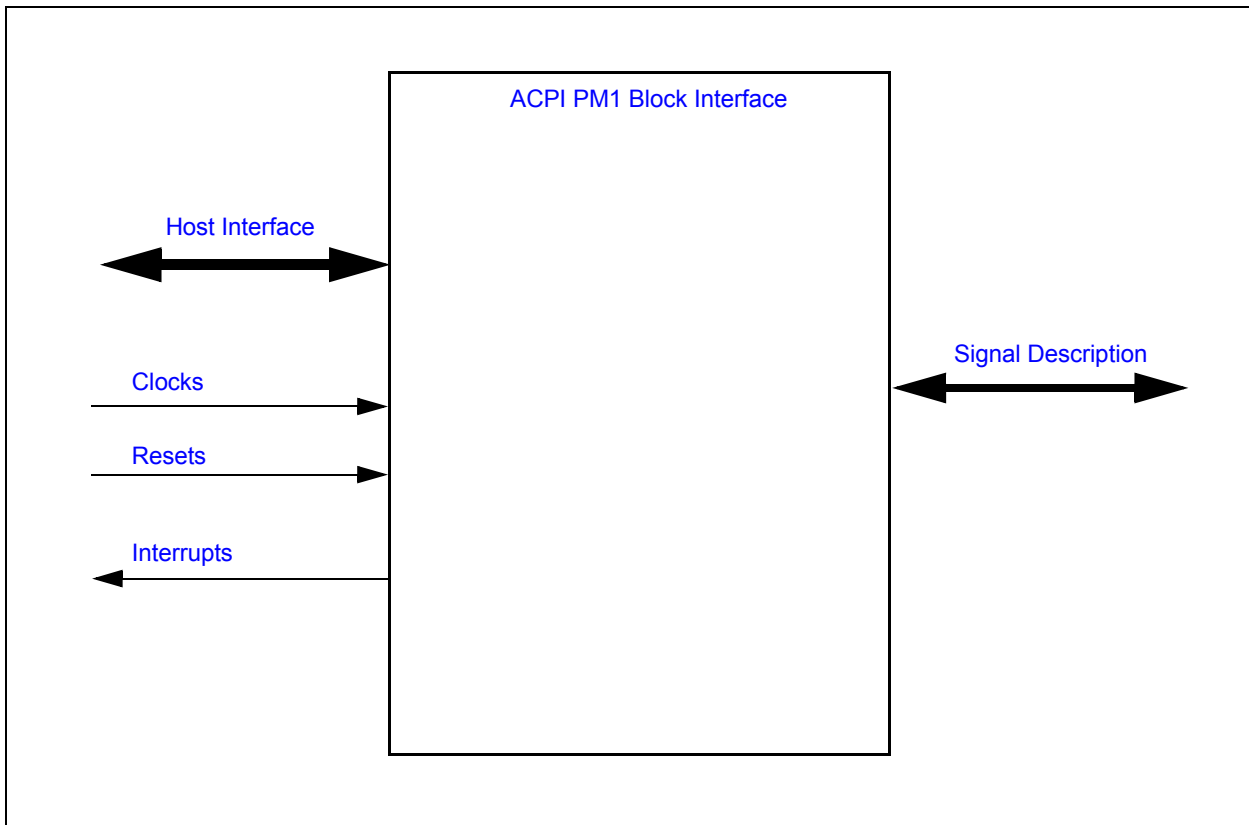 ACPI PM1 Block Interface
Host Interface
Signal Description
Clocks
Resets
Interrupts